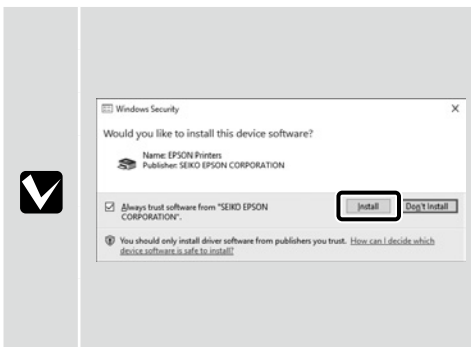 Windows Security
Would you like to install this device software?
Name: EPSON Printers
Publisher: SEIKO EPSON CORPORATION
Always trust software from "SEIKO EPSON
CORPORATION".
Install
Don't Install
You should only install driver software from publishers you trust. How can I decide which
device software is safe to install?